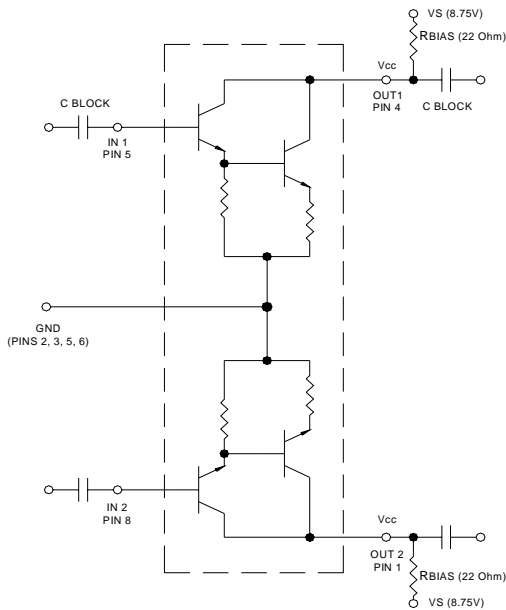 VS (8.75V)
RBIAS (22 Ohm)
Vcc
C BLOCK
OUT1
PIN 4
C BLOCK
IN 1
PIN 5
GND
(PINS 2, 3, 5, 6)
IN 2
PIN 8
Vcc
OUT 2
PIN 1
RBIAS (22 Ohm)
VS (8.75V)